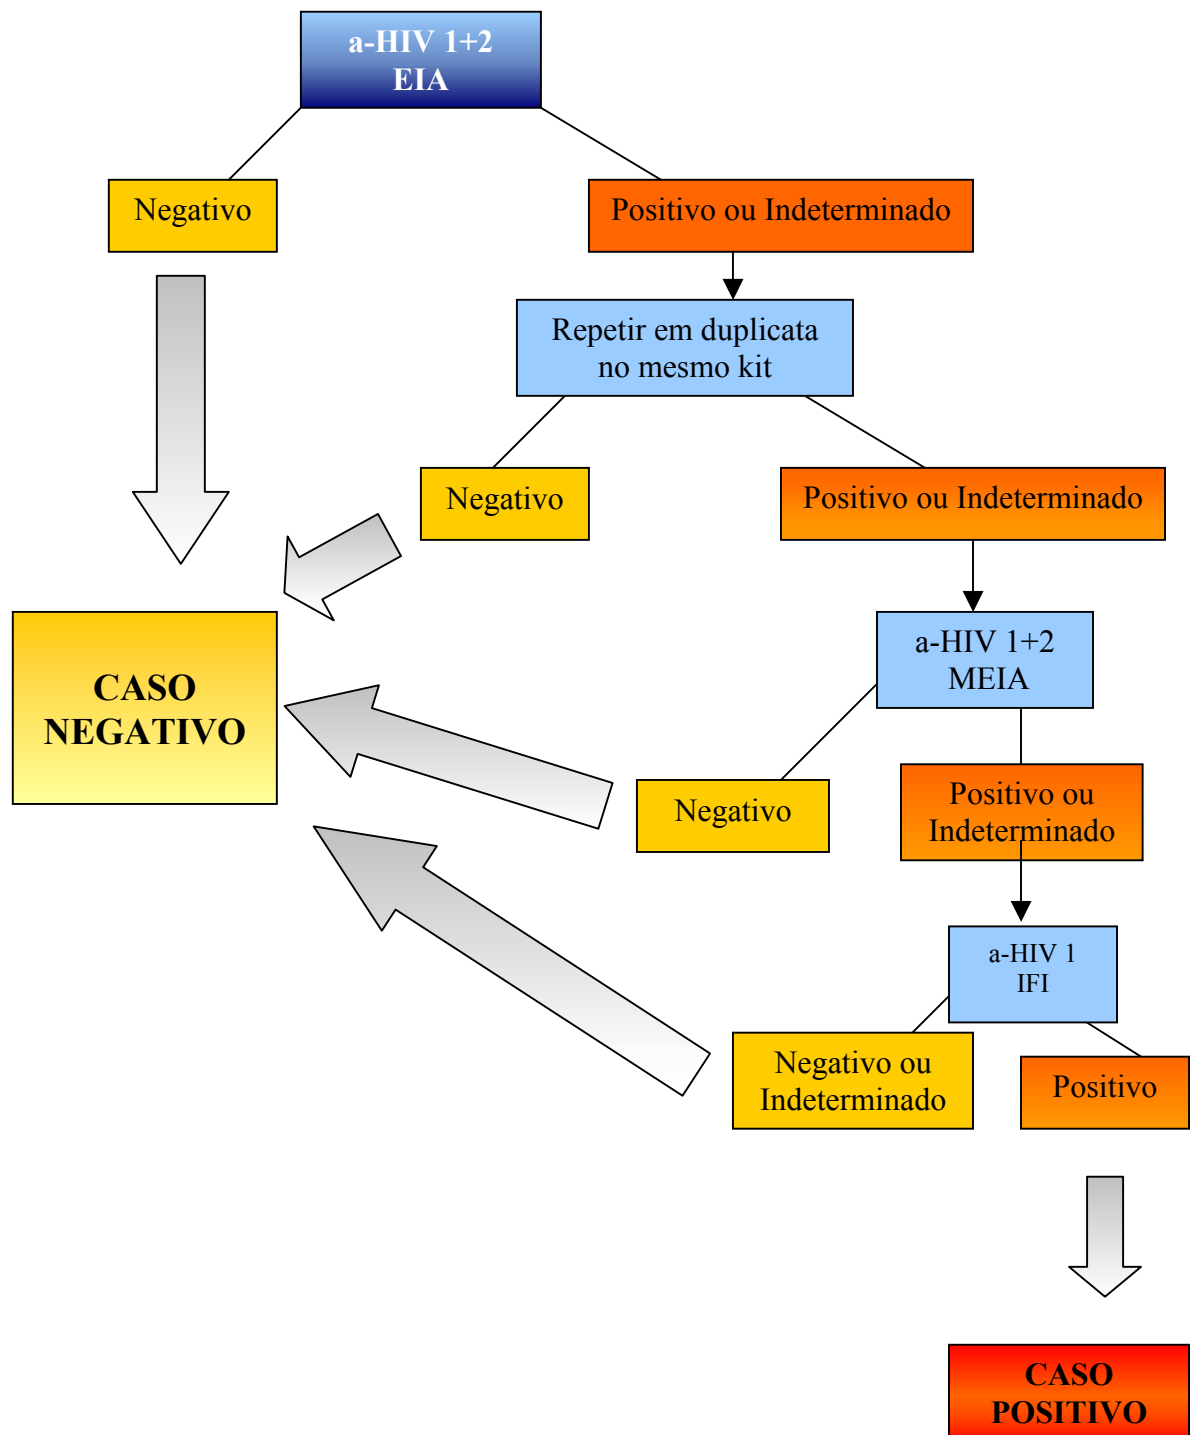 a-HIV 1+2
EIA
Negativo
Positivo ou Indeterminado
Repetir em duplicata
no mesmo kit
Negativo
Positivo ou Indeterminado
a-HIV 1+2
MEIA
CASO
NEGATIVO
Negativo
Positivo ou
Indeterminado
a-HIV 1
IFI
Negativo ou
Indeterminado
Positivo
CASO
POSITIVO